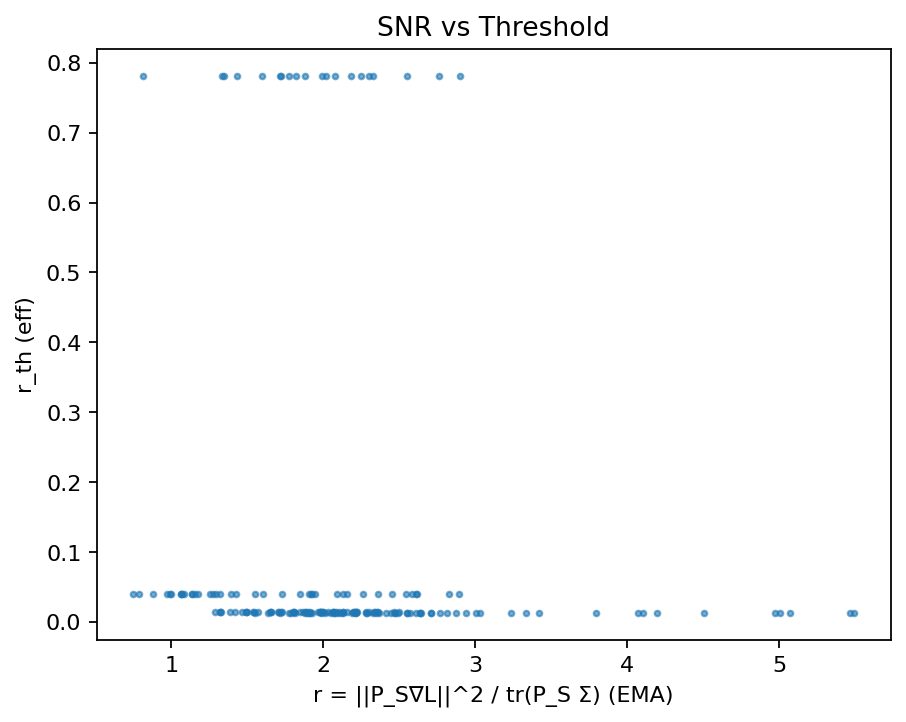 SNR vs Threshold
0.8
0.7
0.6
0.5
0.4
0.3
0.2
0.1
0.0
r_th (eff)
1 2 3 4 5
r = ||P_S∇L||^2 / tr(P_S Σ) (EMA)